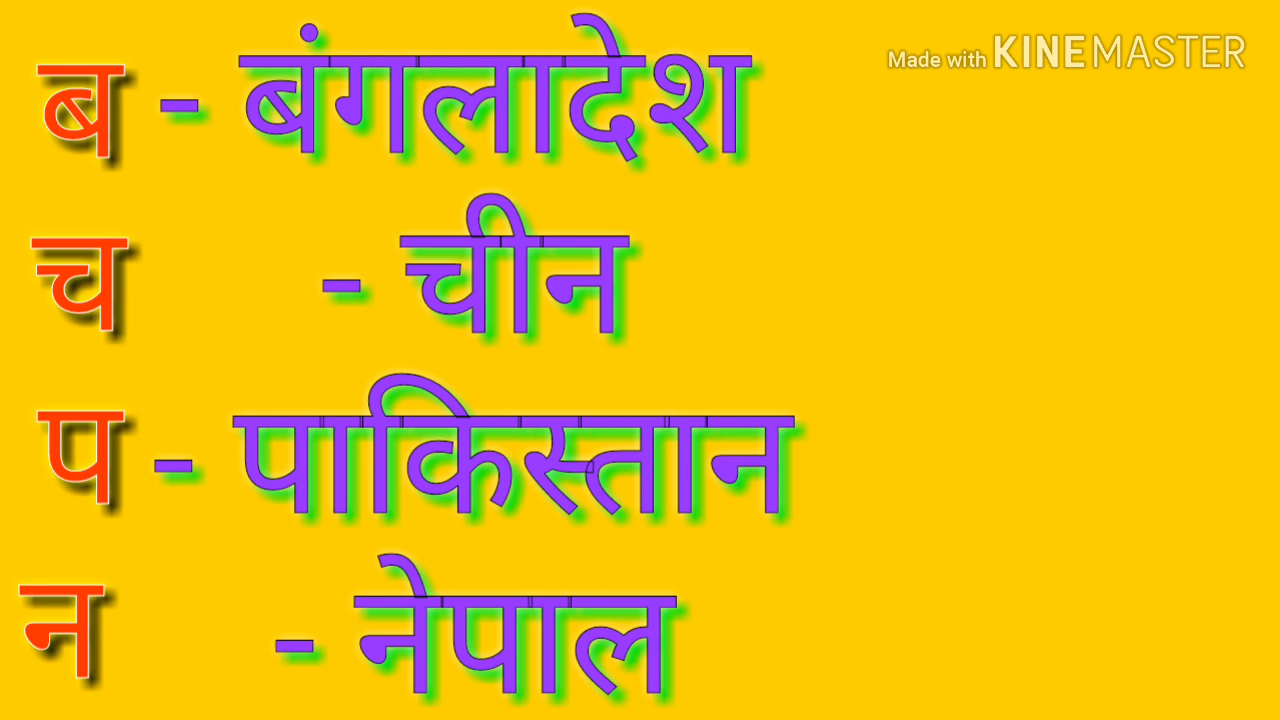 ब - बंगलादेश
Made with KINEMASTER
च - चीन
प - पाकिस्तान
न - नेपाल